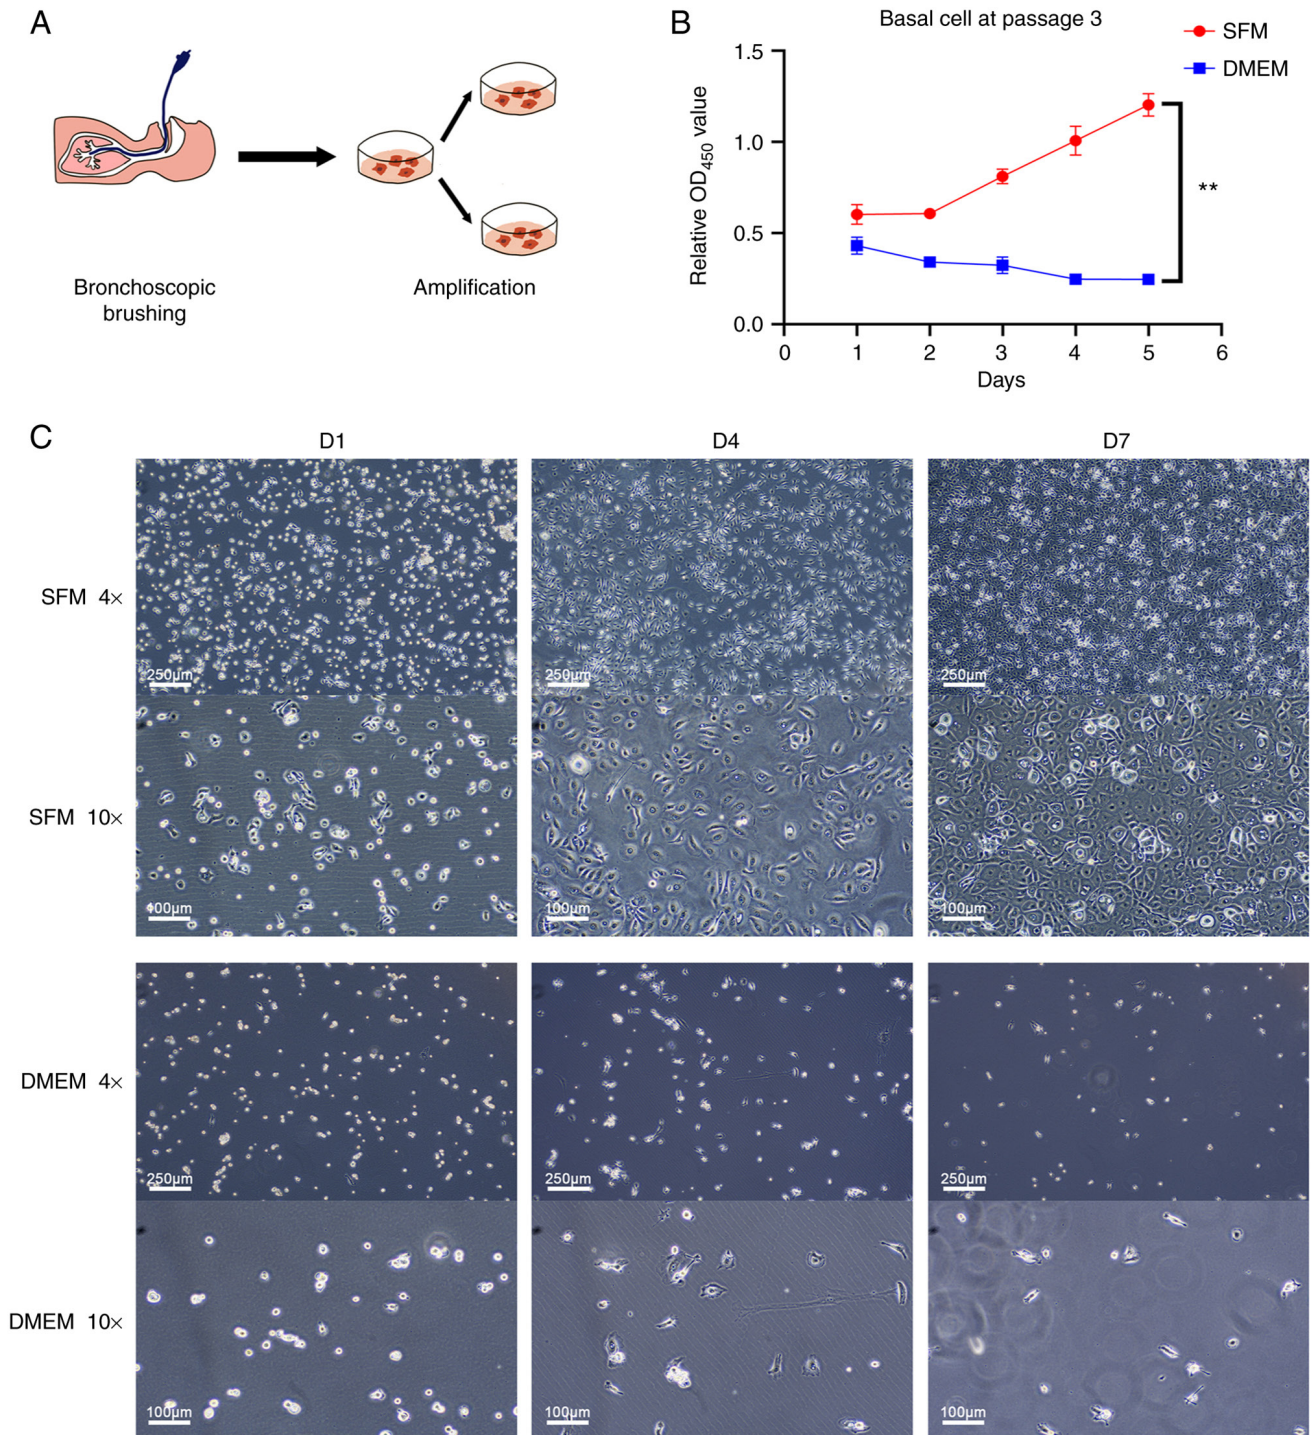 A
Bronchoscopic
brushing
Amplification
B
Basal cell at passage 3
SFM
DMEM
Relative OD450 value
1.5
1.0
0.5
0.0
**
0 1 2 3 4 5 6
Days
C
D1 D4 D7
SFM 4×
250μm 250μm 250μm
SFM 10×
100μm 100μm 100μm
DMEM 4×
250μm 250μm 250μm
DMEM 10×
100μm 100μm 100μm